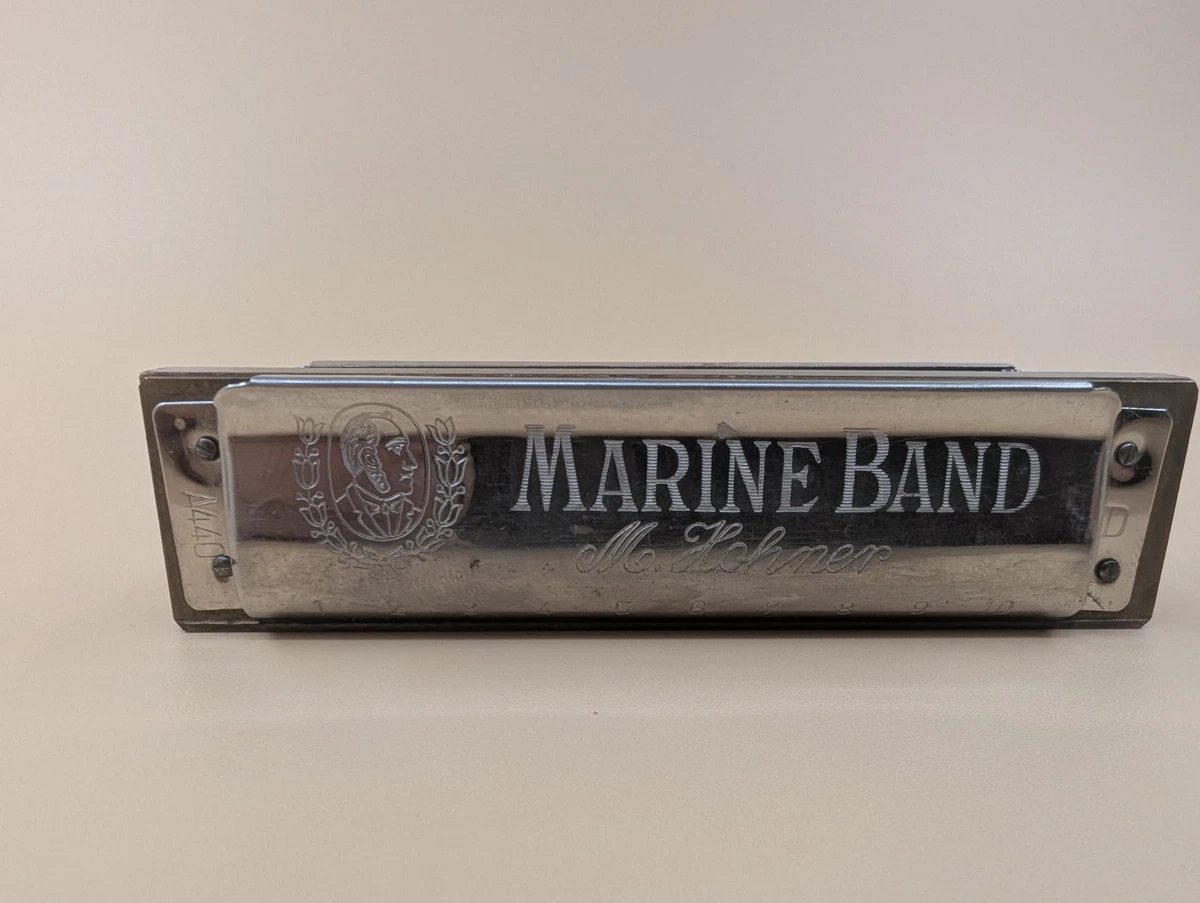 MARINE BAND
M. Hohner
A440
D
1 2 3 4 5 6 7 8 9 10